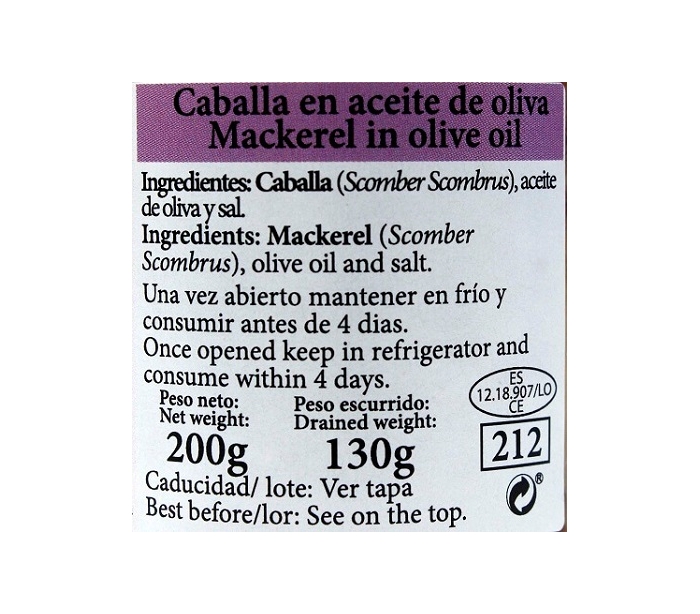 Caballa en aceite de oliva
Mackerel in olive oil
Ingredientes: Caballa (Scomber Scombrus), aceite
de oliva y sal.
Ingredients: Mackerel (Scomber
Scombrus), olive oil and salt.
Una vez abierto mantener en frío y
consumir antes de 4 dias.
Once opened keep in refrigerator and
consume within 4 days.
Peso neto:
Net weight:
200g
Peso escurrido:
Drained weight:
130g
ES
12.18.907/LO
CE
212
®
Caducidad/ lote: Ver tapa
Best before/lor: See on the top.